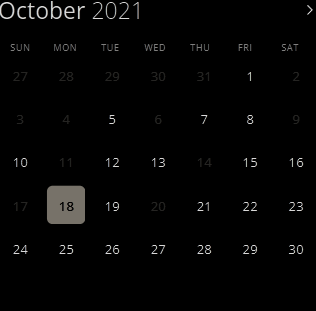 October 2021 >
SUN MON TUE WED THU FRI SAT
27 28 29 30 31 1 2
3 4 5 6 7 8 9
10 11 12 13 14 15 16
17 18 19 20 21 22 23
24 25 26 27 28 29 30